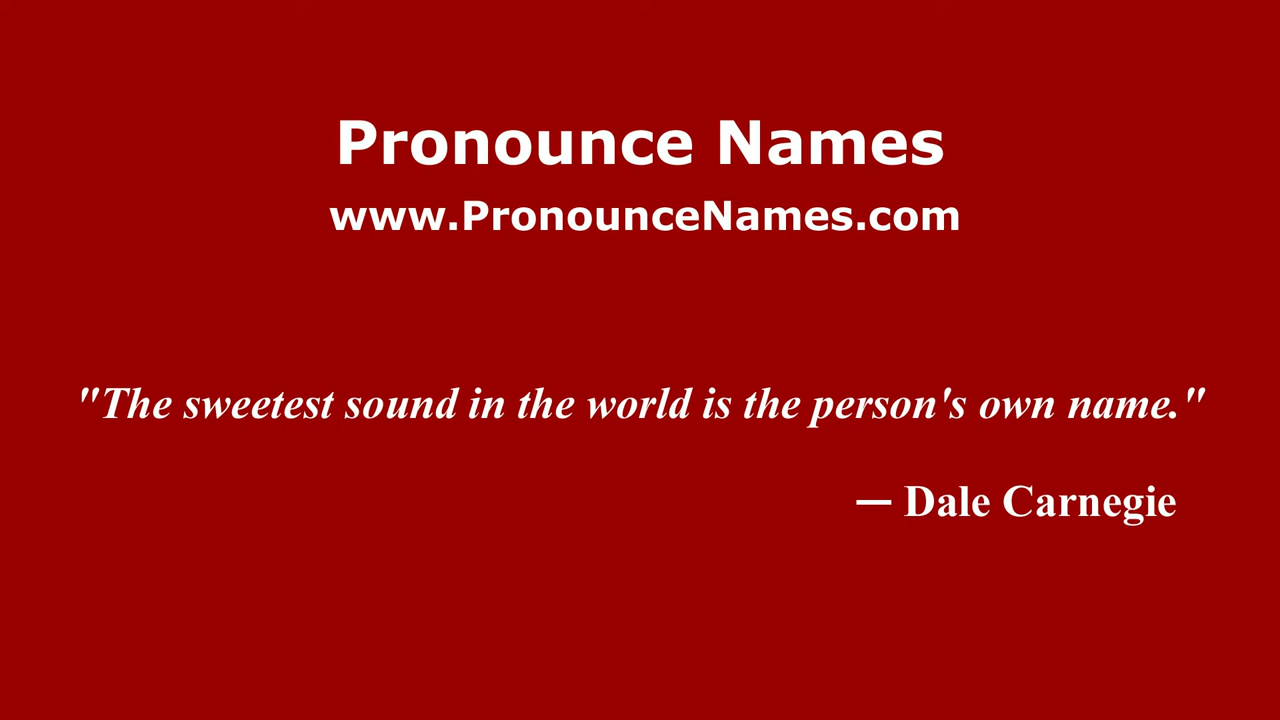 Pronounce Names
www.PronounceNames.com
"The sweetest sound in the world is the person's own name."
— Dale Carnegie